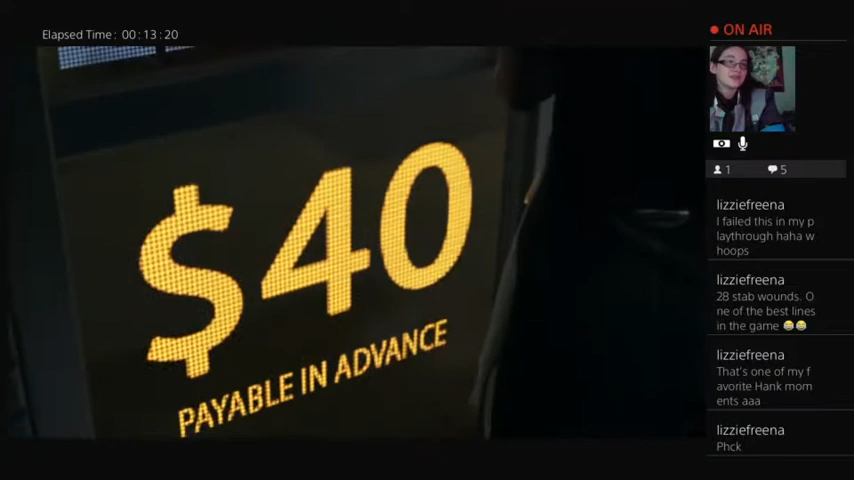 Elapsed Time: 00:13:20
ON AIR
$40
PAYABLE IN ADVANCE
1
5
lizziefreena
I failed this in my p
laythrough haha w
hoops
lizziefreena
28 stab wounds. O
ne of the best lines
in the game 😂😂
lizziefreena
That's one of my f
avorite Hank mom
ents aaa
lizziefreena
Phck